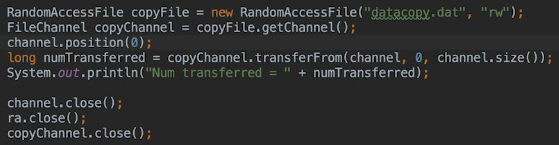 RandomAccessFile copyFile = new RandomAccessFile("datacopy.dat", "rw");
FileChannel copyChannel = copyFile.getChannel();
channel.position(0);
long numTransferred = copyChannel.transferFrom(channel, 0, channel.size());
System.out.println("Num transferred = " + numTransferred);

channel.close();
ra.close();
copyChannel.close();